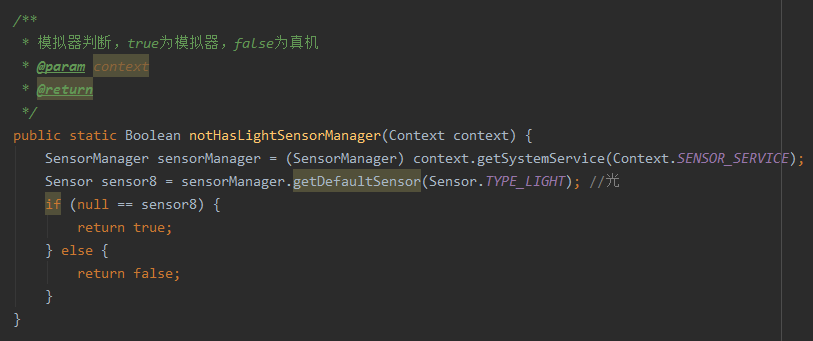 /**
 * 模拟器判断，true为模拟器，false为真机
 * @param context
 * @return
 */
public static Boolean notHasLightSensorManager(Context context) {
    SensorManager sensorManager = (SensorManager) context.getSystemService(Context.SENSOR_SERVICE);
    Sensor sensor8 = sensorManager.getDefaultSensor(Sensor.TYPE_LIGHT); //光
    if (null == sensor8) {
        return true;
    } else {
        return false;
    }
}